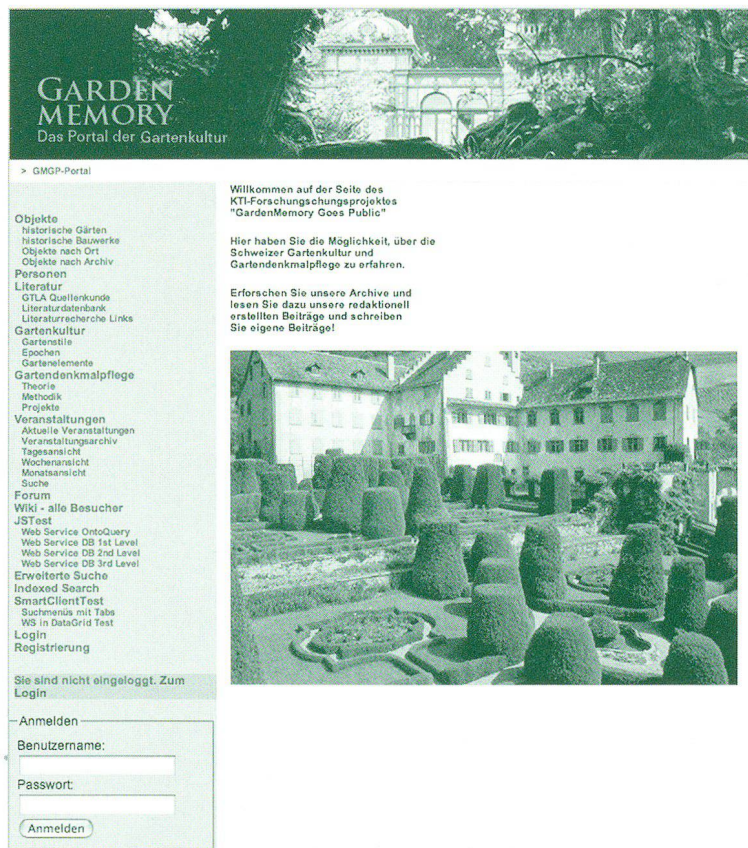 GARDEN
MEMORY
Das Portal der Gartenkultur
> GMGP-Portal
Objekte
historische Gärten
historische Bauwerke
Objekte nach Ort
Objekte nach Archiv
Personen
Literatur
GTLA Quellenkunde
Literaturdatenbank
Literaturrecherche Links
Gartenkultur
Gartenstile
Epochen
Gartenelemente
Gartendenkmalpflege
Theorie
Methodik
Projekte
Veranstaltungen
Aktuelle Veranstaltungen
Veranstaltungsarchiv
Tagesansicht
Wochenansicht
Monatsansicht
Suche
Forum
Wiki - alle Besucher
JSTest
Web Service OntoQuery
Web Service DB 1st Level
Web Service DB 2nd Level
Web Service DB 3rd Level
Erweiterte Suche
Indexed Search
SmartClientTest
Suchmenüs mit Tabs
WS in DataGrid Test
Login
Registrierung
Sie sind nicht eingeloggt. Zum
Login
Anmelden
Benutzername:
Passwort:
Anmelden
Willkommen auf der Seite des
KTI-Forschungschungsprojektes
"GardenMemory Goes Public"
Hier haben Sie die Möglichkeit, über die
Schweizer Gartenkultur und
Gartendenkmalpflege zu erfahren.
Erforschen Sie unsere Archive und
lesen Sie dazu unsere redaktionell
erstellten Beiträge und schreiben
Sie eigene Beiträge!